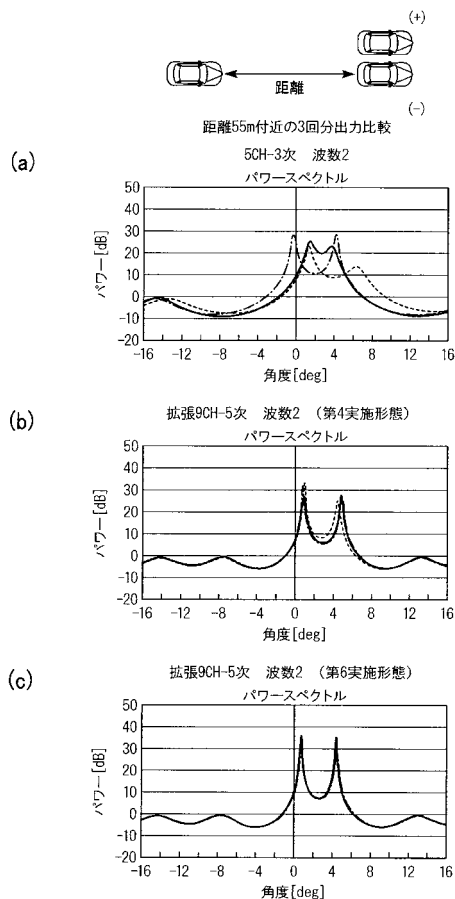 (+)
距離
(-)
距離55m付近の3回分出力比較
(a)
5CH-3次 波数2
パワースペクトル
50
40
30
20
10
0
-10
-20
パワー[dB]
-16 -12 -8 -4 0 4 8 12 16
角度[deg]
(b)
拡張9CH-5次 波数2 (第4実施形態)
パワースペクトル
50
40
30
20
10
0
-10
-20
パワー[dB]
-16 -12 -8 -4 0 4 8 12 16
角度[deg]
(c)
拡張9CH-5次 波数2 (第6実施形態)
パワースペクトル
50
40
30
20
10
0
-10
-20
パワー[dB]
-16 -12 -8 -4 0 4 8 12 16
角度[deg]